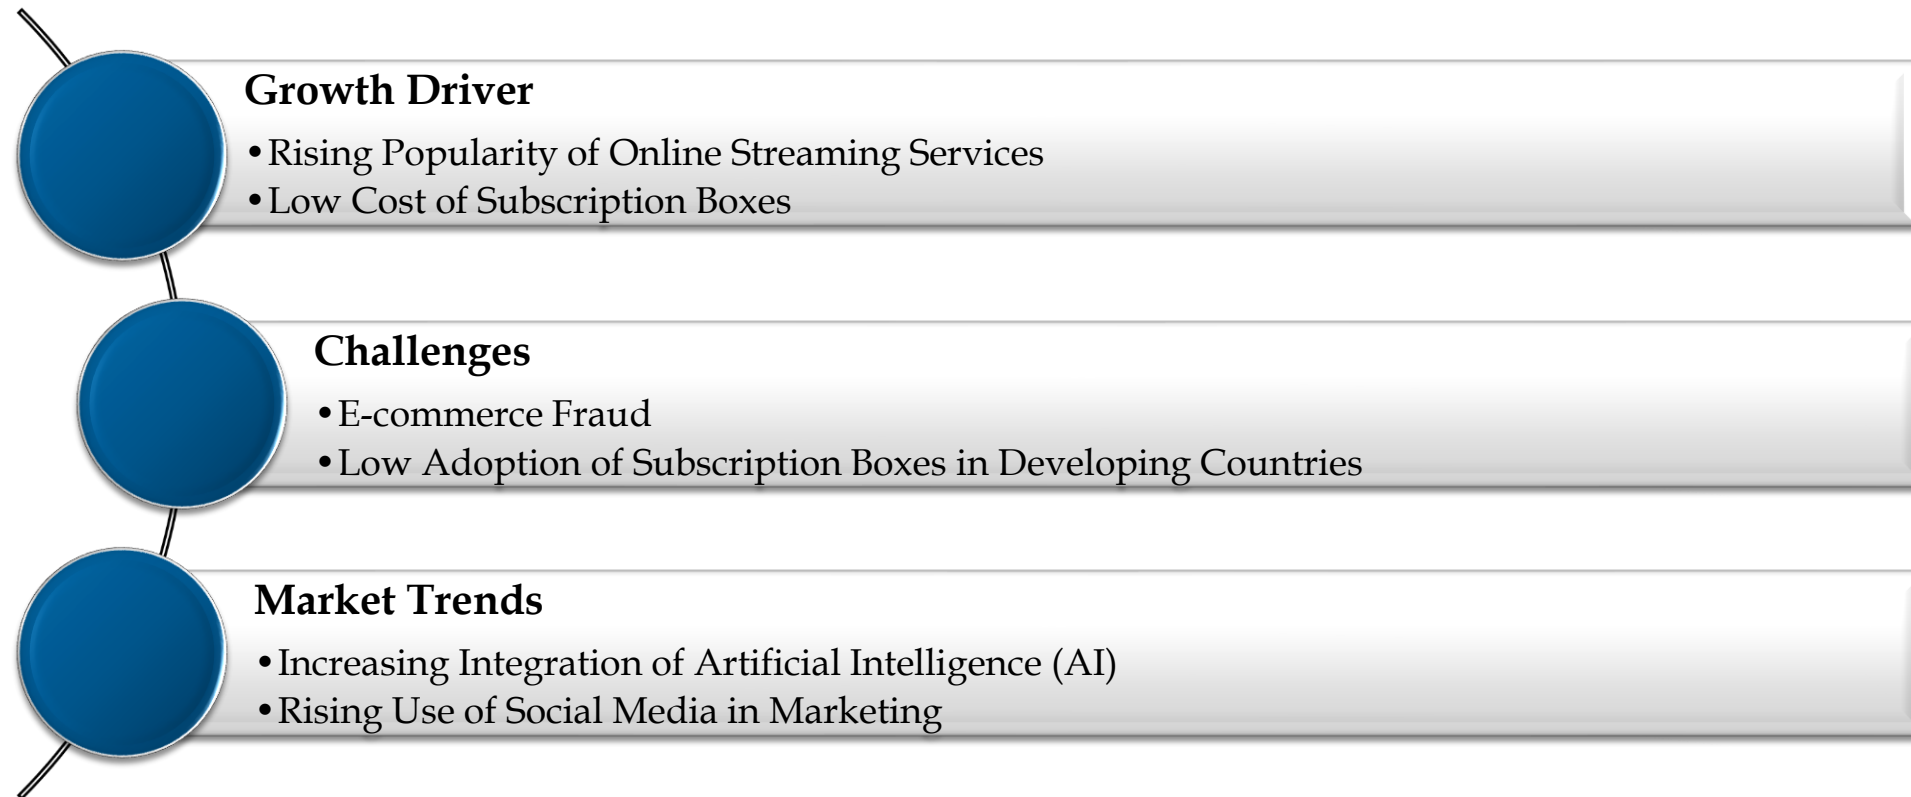 Growth Driver
•Rising Popularity of Online Streaming Services
•Low Cost of Subscription Boxes
Challenges
•E-commerce Fraud
•Low Adoption of Subscription Boxes in Developing Countries
Market Trends
•Increasing Integration of Artificial Intelligence (AI)
•Rising Use of Social Media in Marketing